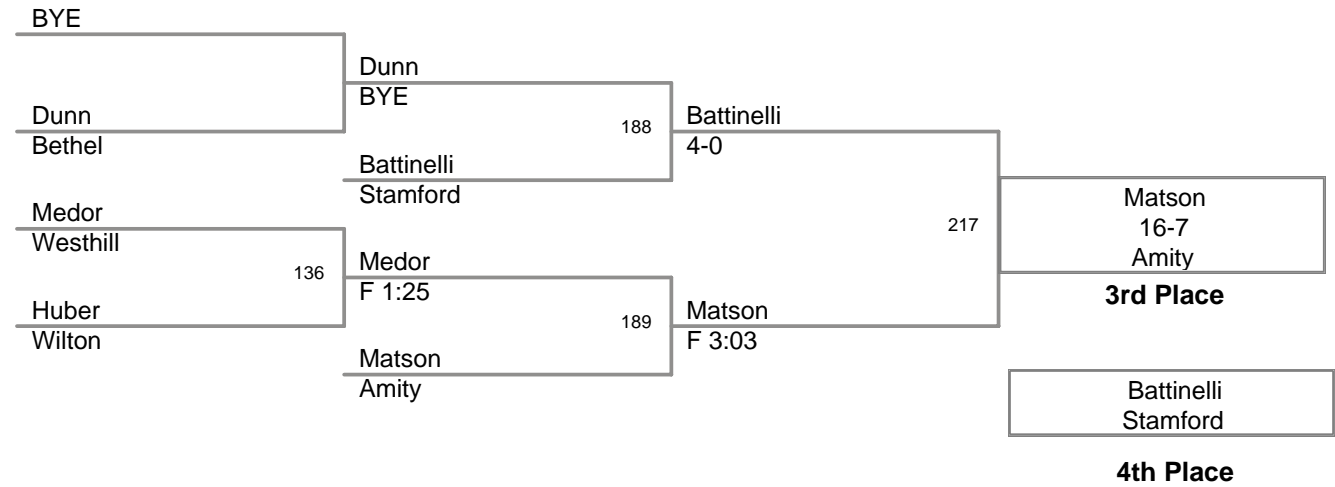 BYE
Dunn
BYE
Dunn
Bethel
188
Battinelli
4-0
Battinelli
Stamford
Medor
Westhill
217
Matson
16-7
Amity
136
Medor
F 1:25
3rd Place
Huber
Wilton
189
Matson
F 3:03
Matson
Amity
Battinelli
Stamford
4th Place